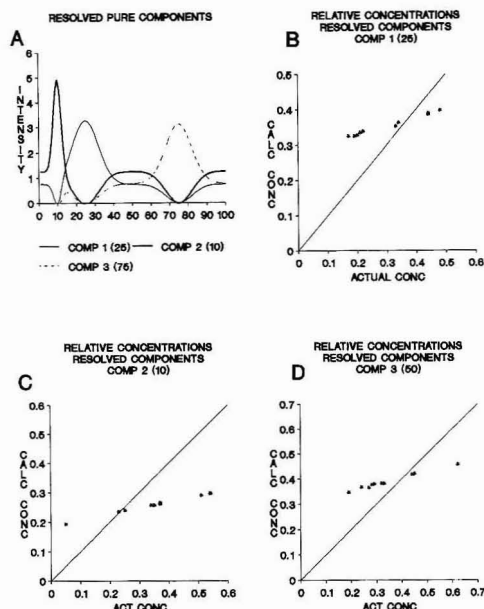 A
RESOLVED PURE COMPONENTS
INTENSITY
6
5
4
3
2
1
0
0 10 20 30 40 50 60 70 80 90 100
COMP 1 (25)
COMP 2 (10)
COMP 3 (75)
B
RELATIVE CONCENTRATIONS
RESOLVED COMPONENTS
COMP 1 (25)
CALC CONC
0.5
0.4
0.3
0.2
0.1
0
0 0.1 0.2 0.3 0.4 0.5 0.6
ACTUAL CONC
C
RELATIVE CONCENTRATIONS
RESOLVED COMPONENTS
COMP 2 (10)
CALC CONC
0.6
0.5
0.4
0.3
0.2
0.1
0
0 0.1 0.2 0.3 0.4 0.5 0.6
ACT CONC
D
RELATIVE CONCENTRATIONS
RESOLVED COMPONENTS
COMP 3 (50)
CALC CONC
0.7
0.6
0.5
0.4
0.3
0.2
0.1
0
0 0.1 0.2 0.3 0.4 0.5 0.6 0.7
ACT CONC